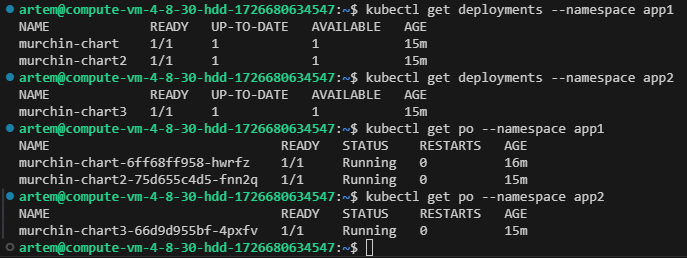 artem@compute-vm-4-8-30-hdd-1726680634547:~$ kubectl get deployments --namespace app1
NAME             READY   UP-TO-DATE   AVAILABLE   AGE
murchin-chart    1/1     1            1           15m
murchin-chart2   1/1     1            1           15m
artem@compute-vm-4-8-30-hdd-1726680634547:~$ kubectl get deployments --namespace app2
NAME             READY   UP-TO-DATE   AVAILABLE   AGE
murchin-chart3   1/1     1            1           15m
artem@compute-vm-4-8-30-hdd-1726680634547:~$ kubectl get po --namespace app1
NAME                              READY   STATUS    RESTARTS   AGE
murchin-chart-6ff68ff958-hwrfz    1/1     Running   0          16m
murchin-chart2-75d655c4d5-fnn2q   1/1     Running   0          15m
artem@compute-vm-4-8-30-hdd-1726680634547:~$ kubectl get po --namespace app2
NAME                              READY   STATUS    RESTARTS   AGE
murchin-chart3-66d9d955bf-4pxfv   1/1     Running   0          15m
artem@compute-vm-4-8-30-hdd-1726680634547:~$